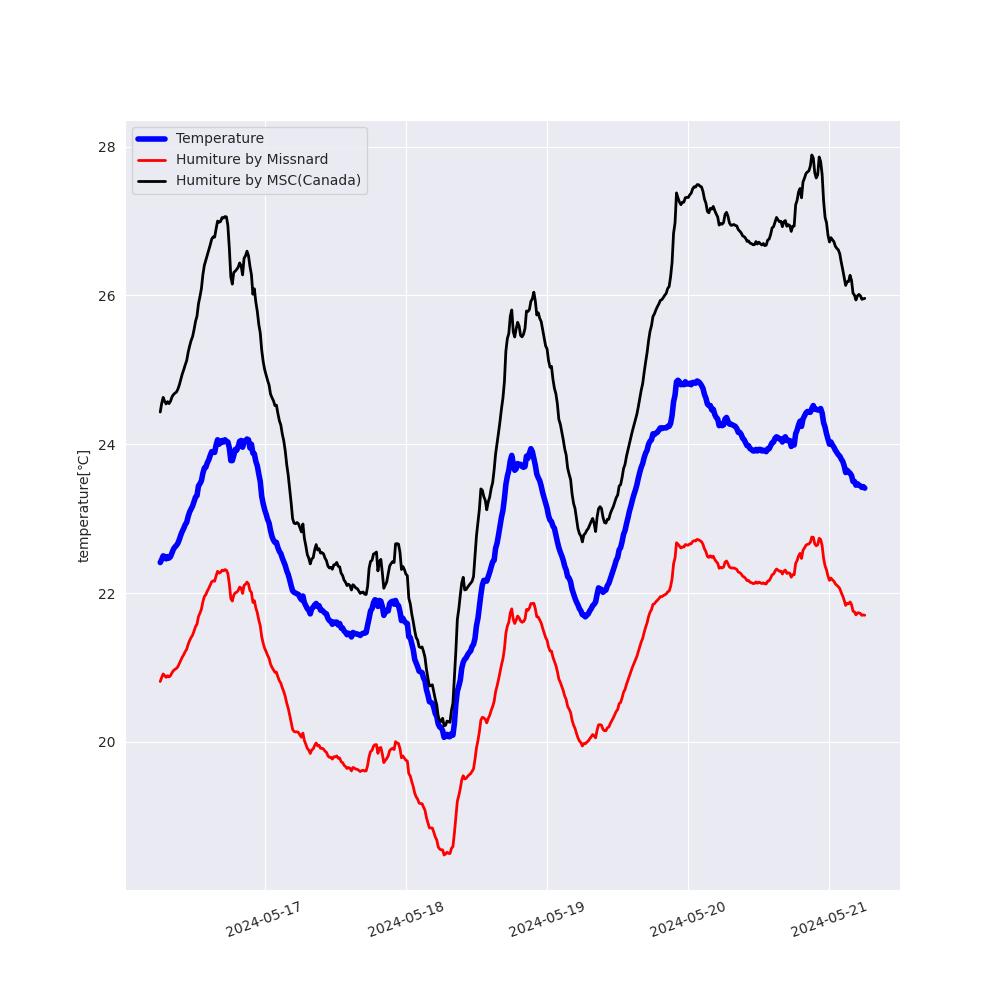 Temperature
Humiture by Missnard
Humiture by MSC(Canada)
28
26
24
22
20
temperature[℃]
2024-05-17
2024-05-18
2024-05-19
2024-05-20
2024-05-21